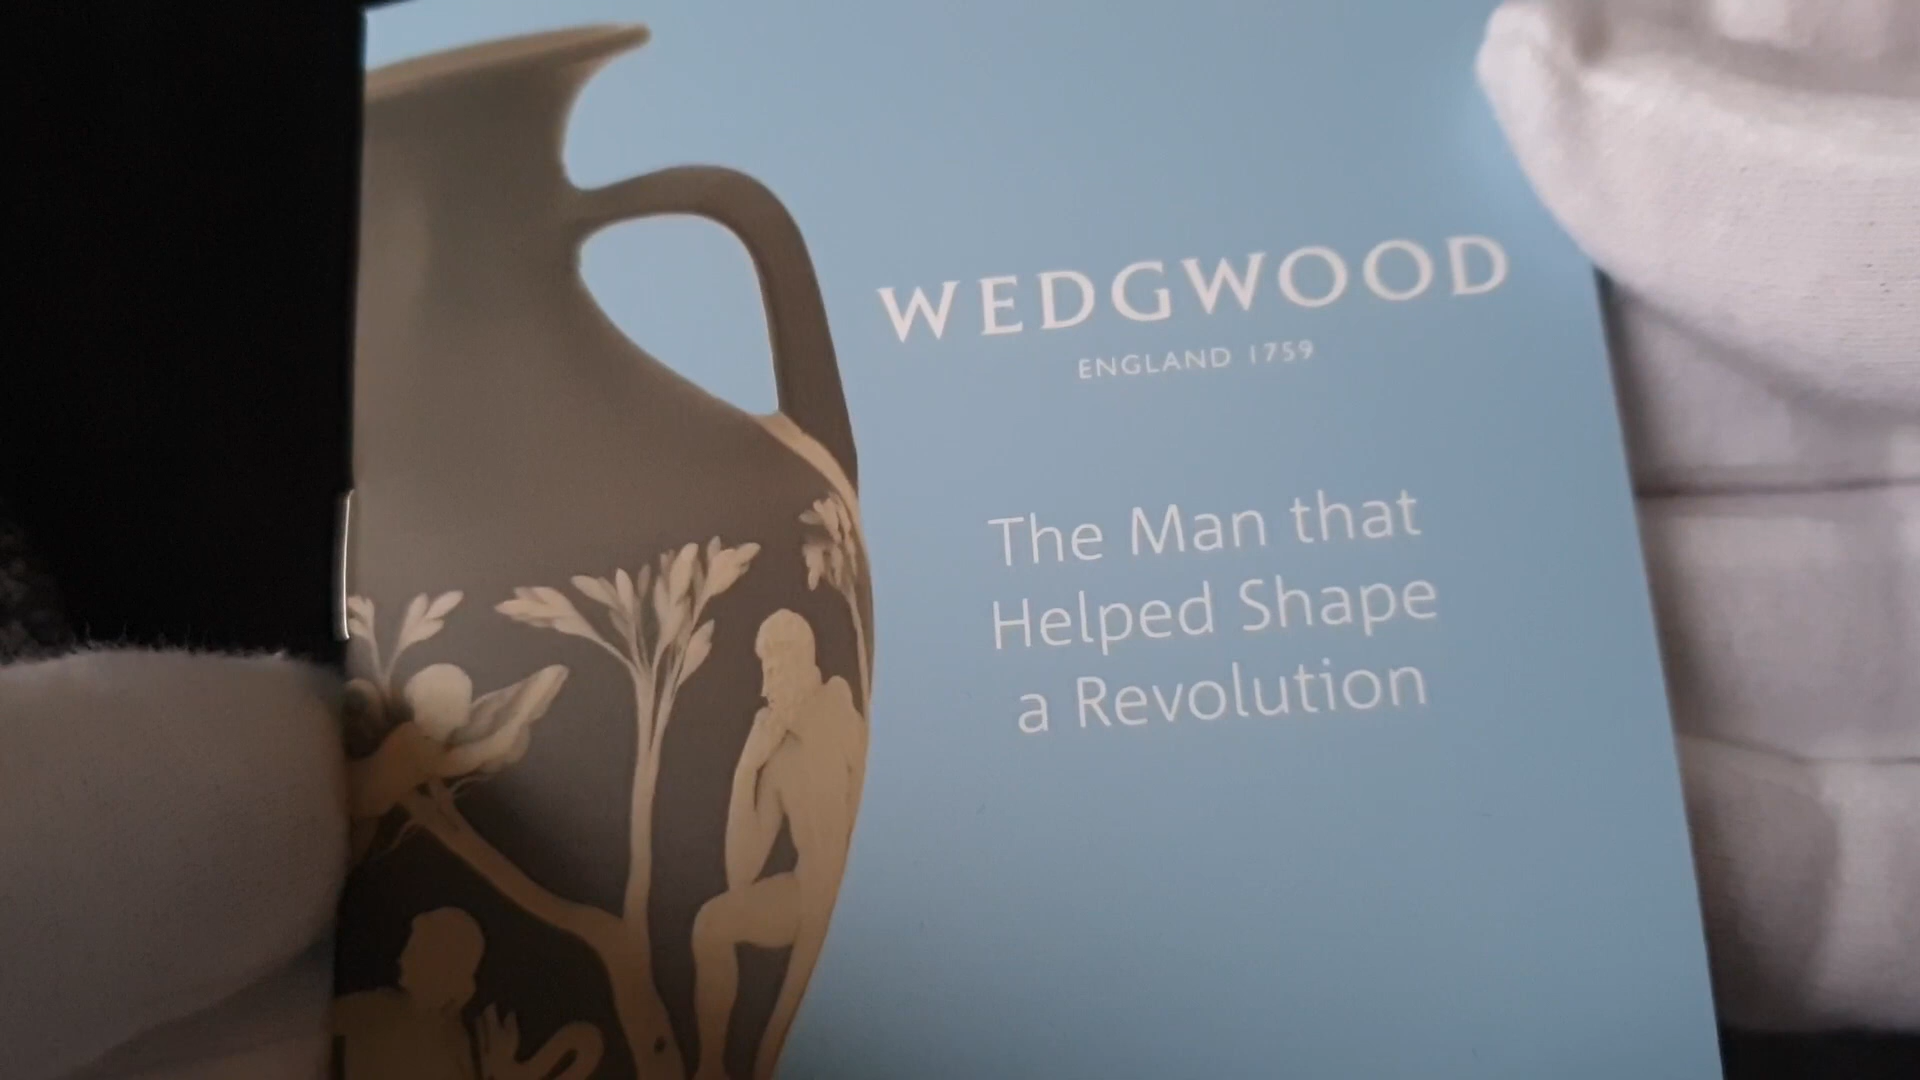 WEDGWOOD
ENGLAND 1759
The Man that
Helped Shape
a Revolution